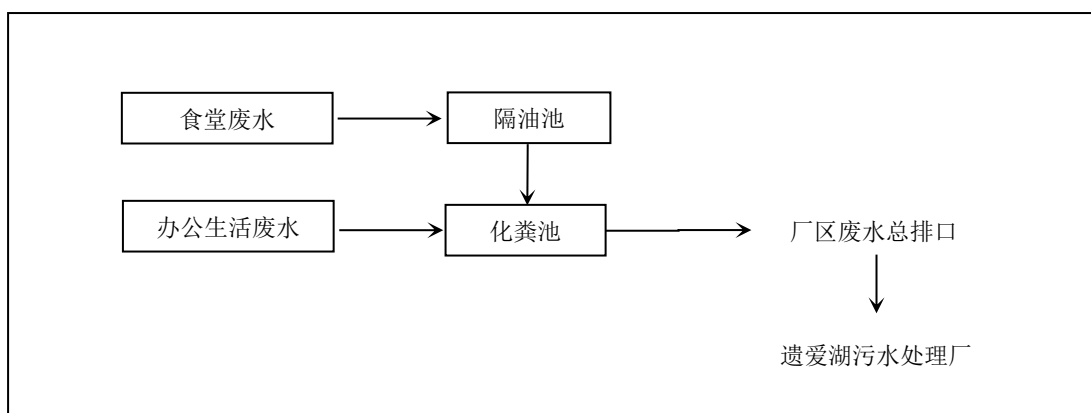 食堂废水
隔油池
办公生活废水
化粪池
厂区废水总排口
遗爱湖污水处理厂